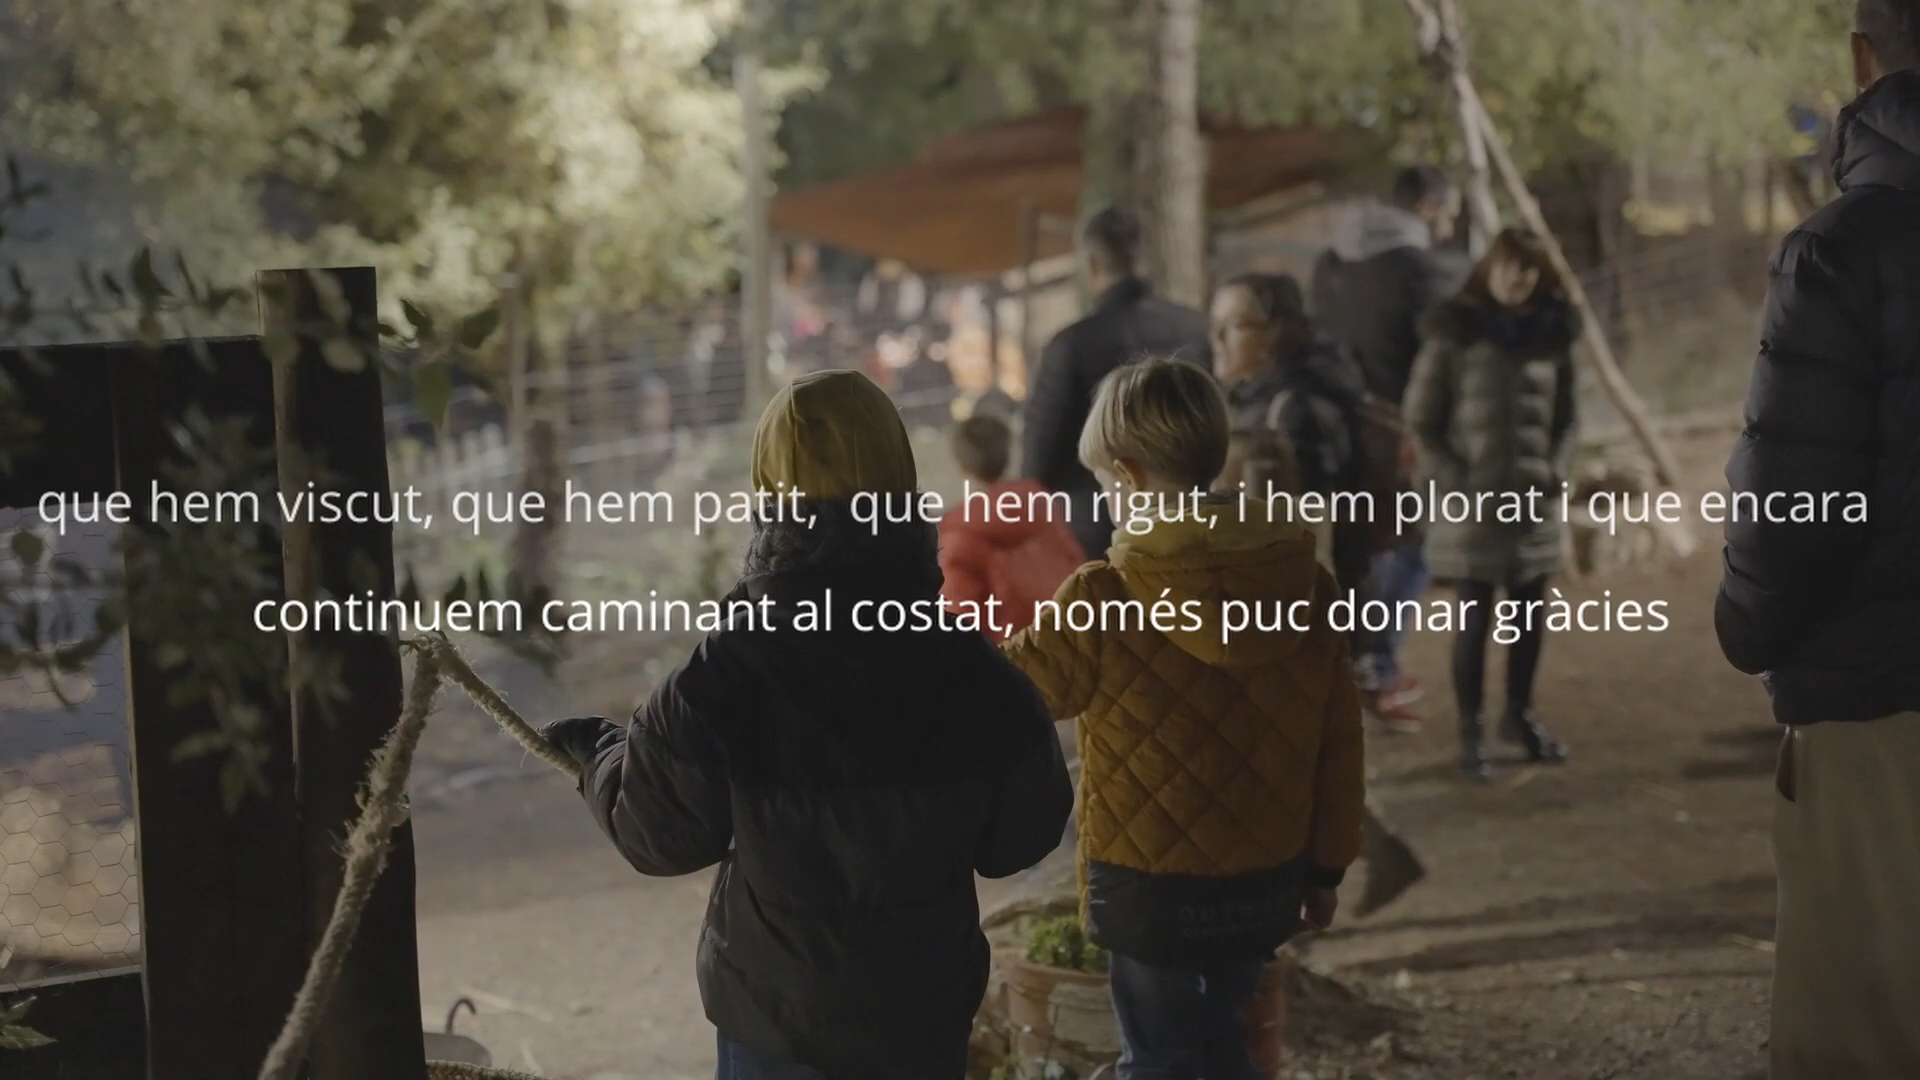 que hem viscut, que hem patit,  que hem rigut, i hem plorat i que encara
continuem caminant al costat, només puc donar gràcies